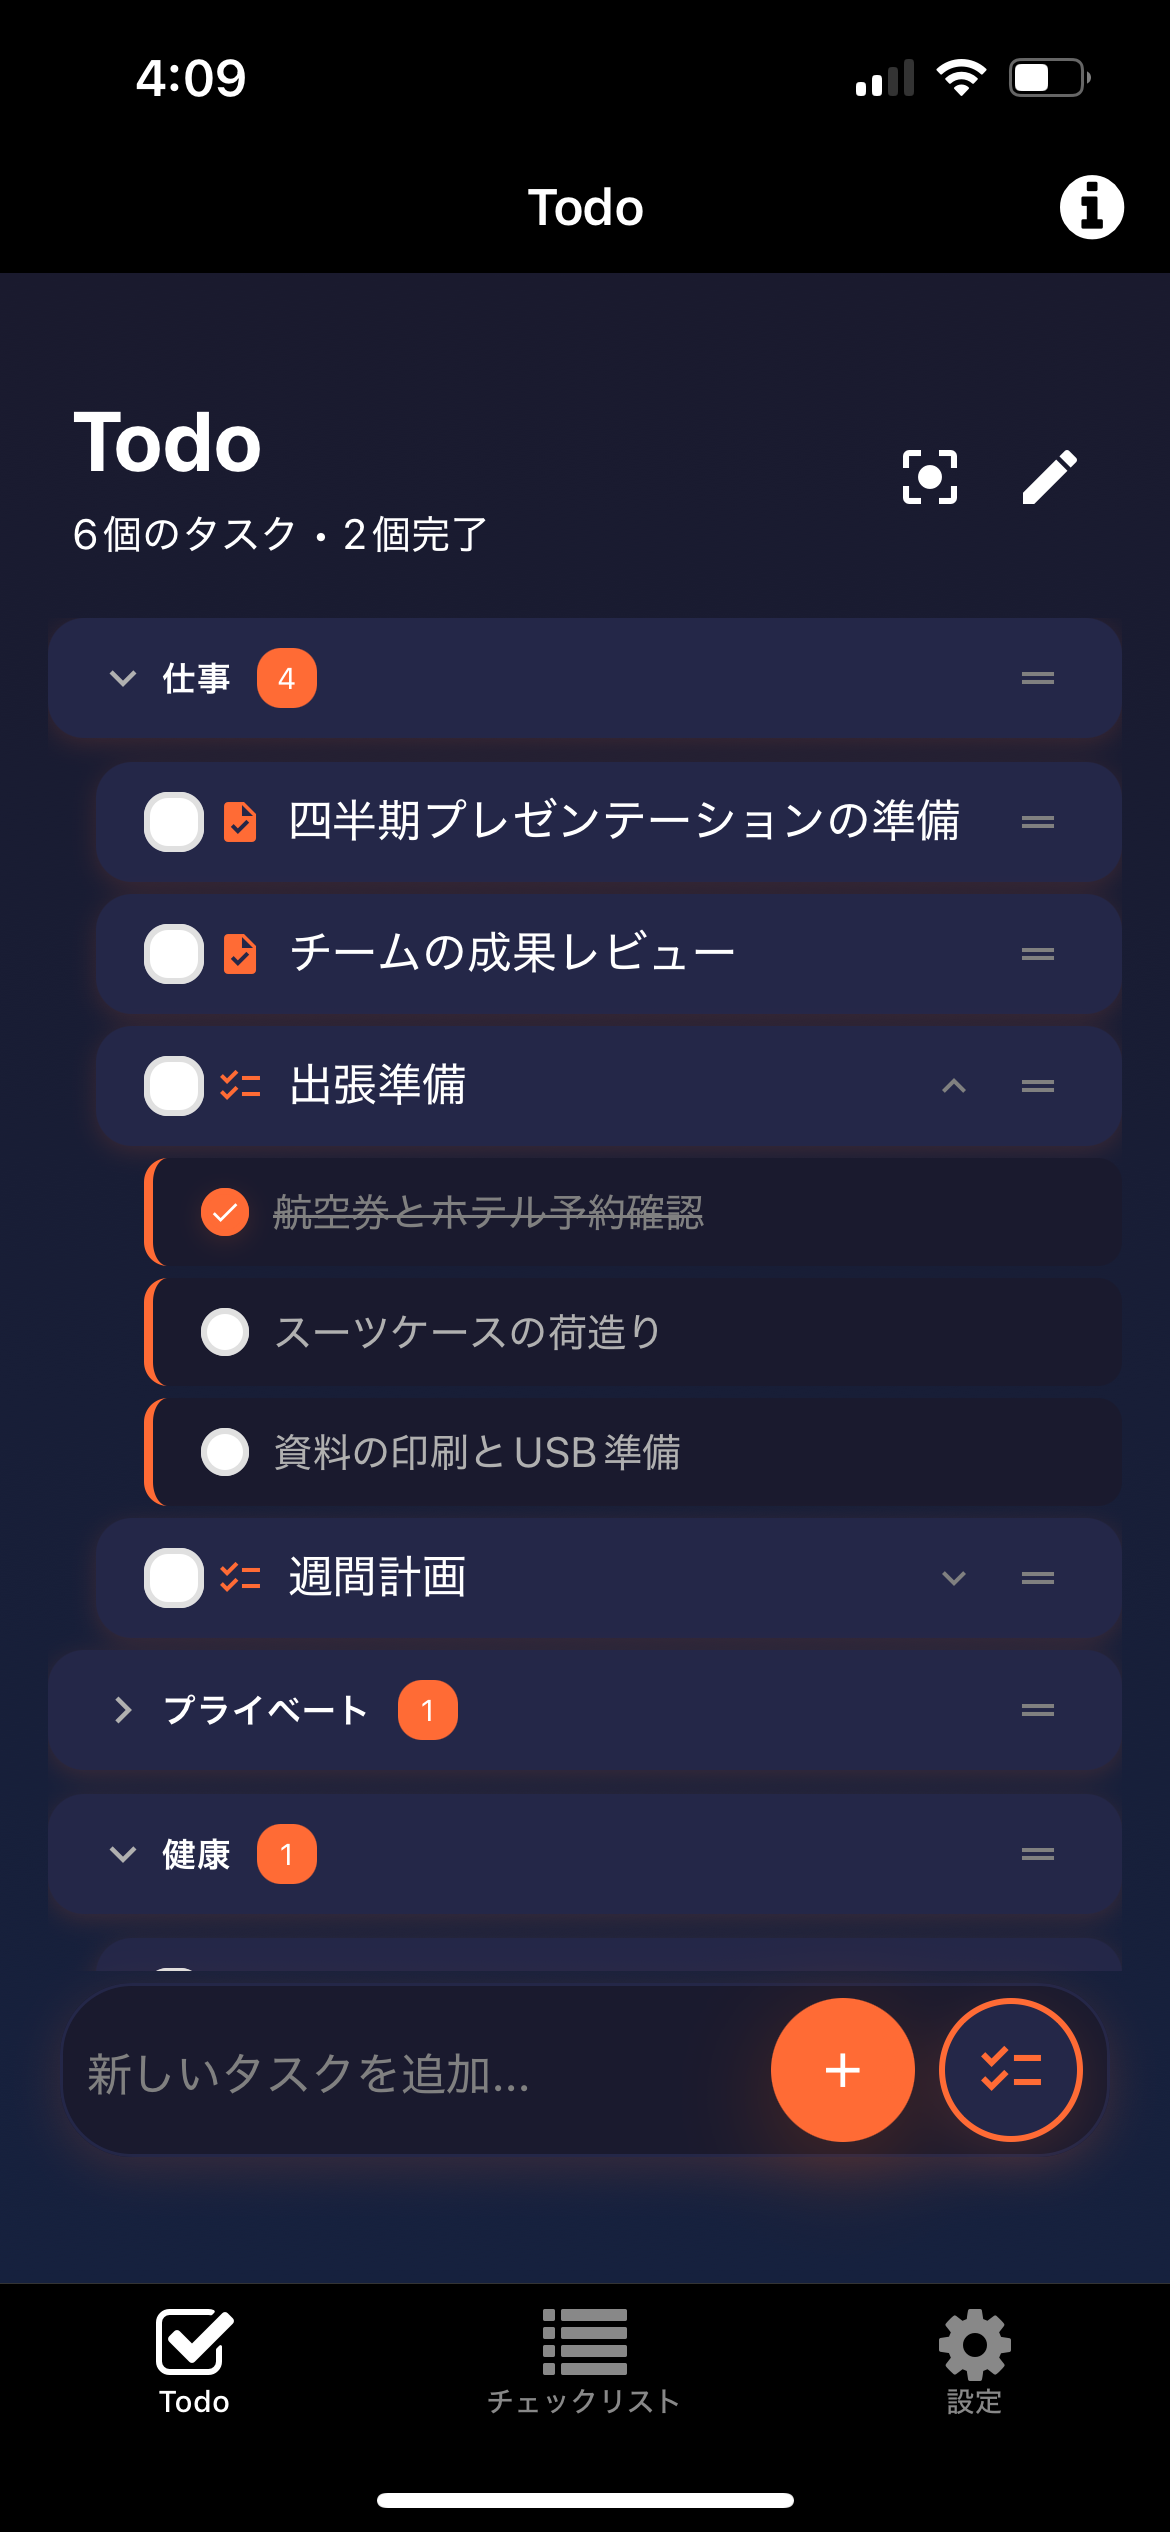 4:09
Todo
Todo
6個のタスク・2個完了
仕事 4
四半期プレゼンテーションの準備
チームの成果レビュー
出張準備
航空券とホテル予約確認
スーツケースの荷造り
資料の印刷とUSB準備
週間計画
プライベート 1
健康 1
新しいタスクを追加...
Todo チェックリスト 設定